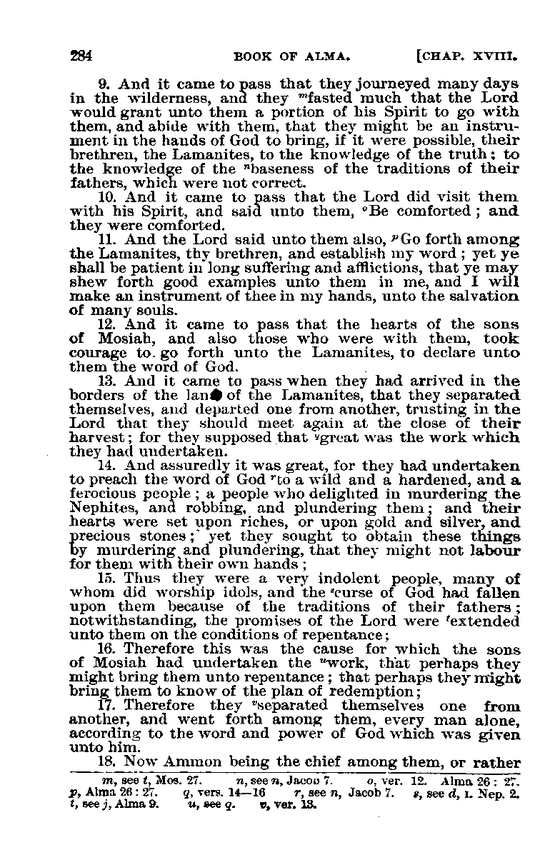 284 BOOK OF ALMA. [CHAP. XVIII.
9. And it came to pass that they journeyed many days
in the wilderness, and they ᵐfasted much that the Lord
would grant unto them a portion of his Spirit to go with
them, and abide with them, that they might be an instru-
ment in the hands of God to bring, if it were possible, their
brethren, the Lamanites, to the knowledge of the truth; to
the knowledge of the ⁿbaseness of the traditions of their
fathers, which were not correct.
10. And it came to pass that the Lord did visit them
with his Spirit, and said unto them, ᵒBe comforted; and
they were comforted.
11. And the Lord said unto them also, ᵖGo forth among
the Lamanites, thy brethren, and establish my word; yet ye
shall be patient in long suffering and afflictions, that ye may
shew forth good examples unto them in me, and I will
make an instrument of thee in my hands, unto the salvation
of many souls.
12. And it came to pass that the hearts of the sons
of Mosiah, and also those who were with them, took
courage to go forth unto the Lamanites, to declare unto
them the word of God.
13. And it came to pass when they had arrived in the
borders of the land of the Lamanites, that they separated
themselves, and departed one from another, trusting in the
Lord that they should meet again at the close of their
harvest; for they supposed that qgreat was the work which
they had undertaken.
14. And assuredly it was great, for they had undertaken
to preach the word of God ʳto a wild and a hardened, and a
ferocious people; a people who delighted in murdering the
Nephites, and robbing, and plundering them; and their
hearts were set upon riches, or upon gold and silver, and
precious stones; yet they sought to obtain these things
by murdering and plundering, that they might not labour
for them with their own hands;
15. Thus they were a very indolent people, many of
whom did worship idols, and the ˢcurse of God had fallen
upon them because of the traditions of their fathers;
notwithstanding, the promises of the Lord were ᵗextended
unto them on the conditions of repentance;
16. Therefore this was the cause for which the sons
of Mosiah had undertaken the ᵘwork, that perhaps they
might bring them unto repentance; that perhaps they might
bring them to know of the plan of redemption;
17. Therefore they ᵛseparated themselves one from
another, and went forth among them, every man alone,
according to the word and power of God which was given
unto him.
18. Now Ammon being the chief among them, or rather
m, see t, Mos. 27. n, see n, Jacob 7. o, ver. 12. Alma 26: 27.
p, Alma 26: 27. q, vers. 14—16 r, see n, Jacob 7. s, see d, I. Nep. 2.
t, see j, Alma 9. u, see q. v, ver. 13.